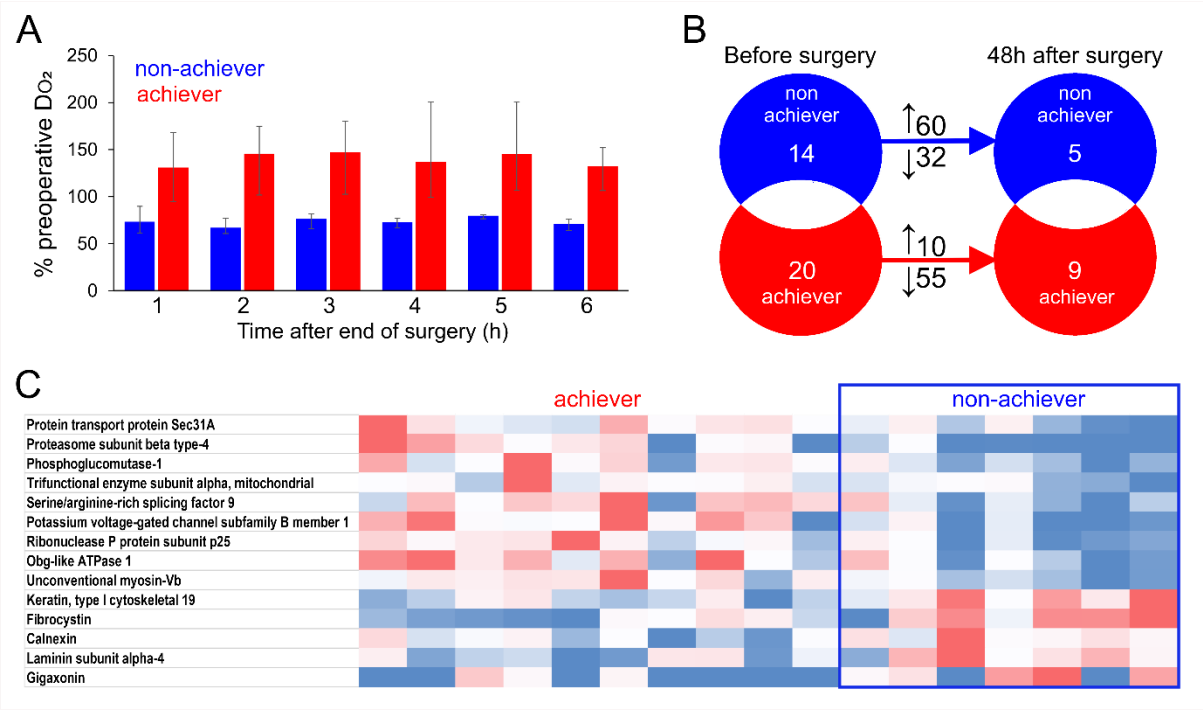 A
250
200
150
100
50
0
% preoperative Do₂
non-achiever
achiever
1 2 3 4 5 6
Time after end of surgery (h)
B
Before surgery
48h after surgery
non
achiever
14
↑60
↓32
non
achiever
5
20
achiever
↑10
↓55
9
achiever
C
achiever
non-achiever
Protein transport protein Sec31A
Proteasome subunit beta type-4
Phosphoglucomutase-1
Trifunctional enzyme subunit alpha, mitochondrial
Serine/arginine-rich splicing factor 9
Potassium voltage-gated channel subfamily B member 1
Ribonuclease P protein subunit p25
Obg-like ATPase 1
Unconventional myosin-Vb
Keratin, type I cytoskeletal 19
Fibrocystin
Calnexin
Laminin subunit alpha-4
Gigaxonin